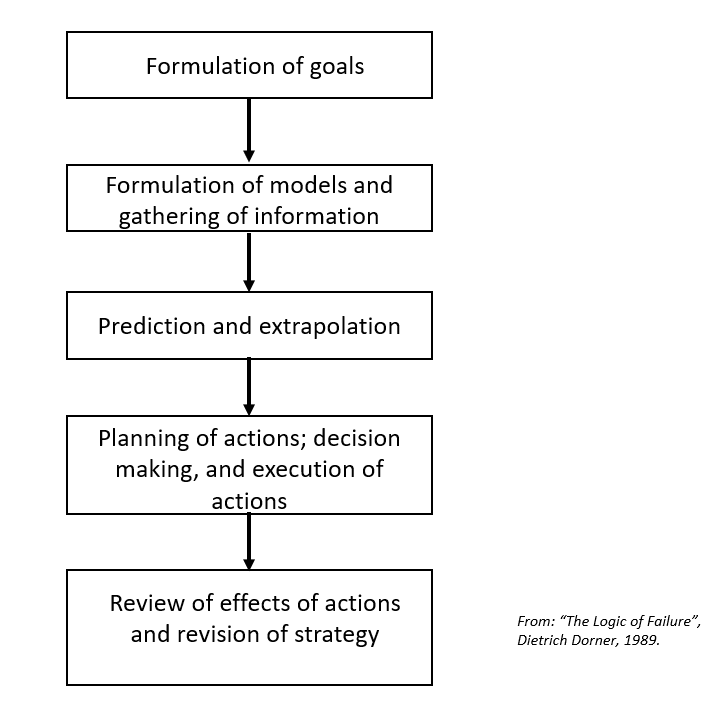 Formulation of goals
Formulation of models and
gathering of information
Prediction and extrapolation
Planning of actions; decision
making, and execution of
actions
Review of effects of actions
and revision of strategy
From: “The Logic of Failure”,
Dietrich Dorner, 1989.